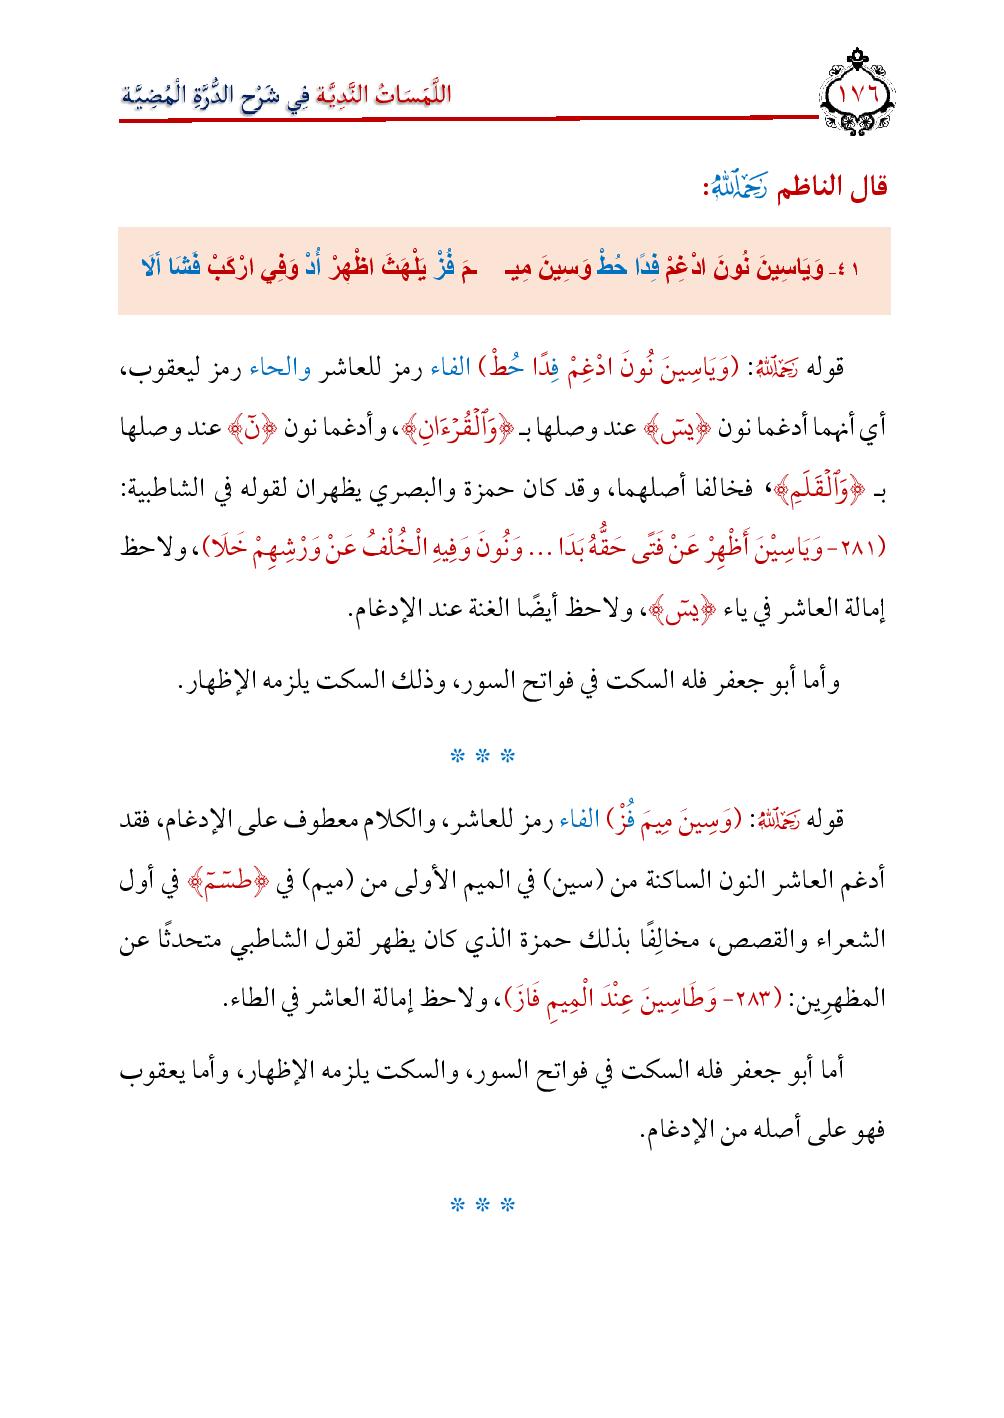 ١٧٦
اللَّمَسَاتُ النَّدِيَّة فِي شَرْحِ الدُّرَّةِ الْمُضِيَّة
قال الناظم رَحِمَهُ ٱللَّهُ:
٤١- وَيَاسِينَ نُونَ ادْغِمْ فِدًا حُطْ وَسِينَ مِيـ ـمَ فُزْ يَلْهَثَ اظْهِرْ أُدْ وَفِي ارْكَبْ فَشَا أَلَا
قوله رَحِمَهُ ٱللَّهُ: (وَيَاسِينَ نُونَ ادْغِمْ فِدًا حُطْ) الفاء رمز للعاشر والحاء رمز ليعقوب،
أي أنهما أدغما نون ﴿يسٓ﴾ عند وصلها بـ ﴿وَٱلْقُرْءَانِ﴾، وأدغما نون ﴿نٓ﴾ عند وصلها
بـ ﴿وَٱلْقَلَمِ﴾، فخالفا أصلهما، وقد كان حمزة والبصري يظهران لقوله في الشاطبية:
(٢٨١- وَيَاسِيْنَ أَظْهِرْ عَنْ فَتًى حَقُّهُ بَدَا ... وَنُونَ وَفِيهِ الْخُلْفُ عَنْ وَرْشِهِمْ خَلَا)، ولاحظ
إمالة العاشر في ياء ﴿يسٓ﴾، ولاحظ أيضًا الغنة عند الإدغام.
وأما أبو جعفر فله السكت في فواتح السور، وذلك السكت يلزمه الإظهار.
* * *
قوله رَحِمَهُ ٱللَّهُ: (وَسِينَ مِيمَ فُزْ) الفاء رمز للعاشر، والكلام معطوف على الإدغام، فقد
أدغم العاشر النون الساكنة من (سين) في الميم الأولى من (ميم) في ﴿طسٓمٓ﴾ في أول
الشعراء والقصص، مخالِفًا بذلك حمزة الذي كان يظهر لقول الشاطبي متحدثًا عن
المظهرِين: (٢٨٣- وَطَاسِينَ عِنْدَ الْمِيمِ فَازَ)، ولاحظ إمالة العاشر في الطاء.
أما أبو جعفر فله السكت في فواتح السور، والسكت يلزمه الإظهار، وأما يعقوب
فهو على أصله من الإدغام.
* * *